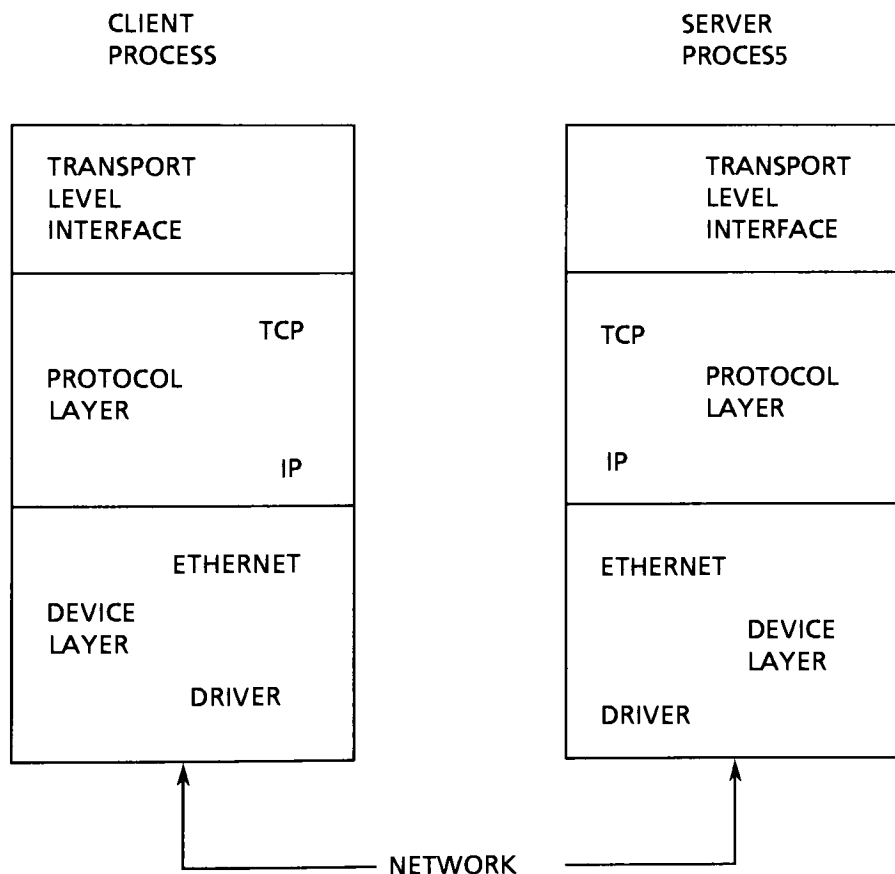 CLIENT
PROCESS
SERVER
PROCES5
TRANSPORT
LEVEL
INTERFACE
TCP
PROTOCOL
LAYER
IP
ETHERNET
DEVICE
LAYER
DRIVER
TRANSPORT
LEVEL
INTERFACE
TCP
PROTOCOL
LAYER
IP
ETHERNET
DEVICE
LAYER
DRIVER
NETWORK